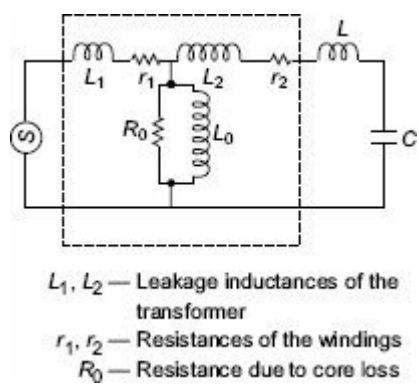 L
L₁ r₁ L₂ r₂
R₀ L₀
S
C
L₁, L₂ — Leakage inductances of the
transformer
r₁, r₂ — Resistances of the windings
R₀ — Resistance due to core loss